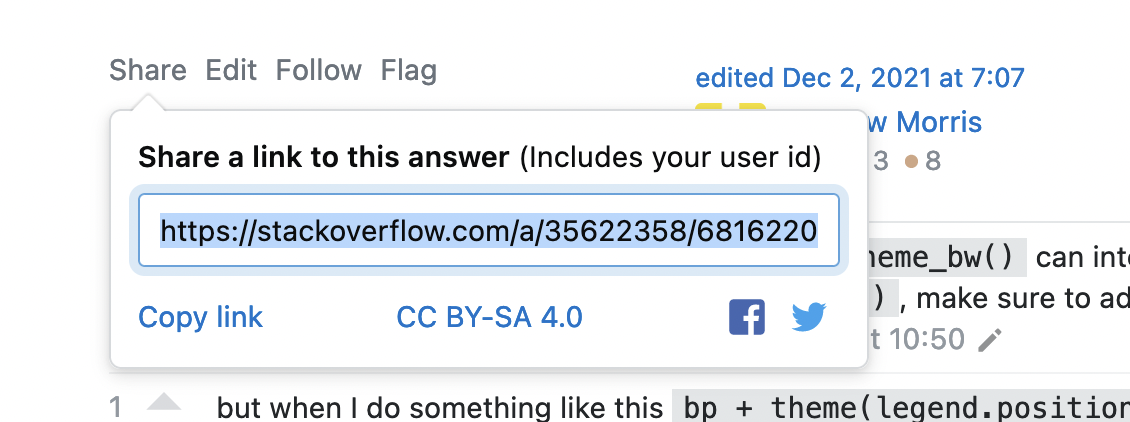 Share Edit Follow Flag
edited Dec 2, 2021 at 7:07
Morris
3 8
Share a link to this answer (Includes your user id)
https://stackoverflow.com/a/35622358/6816220
Copy link CC BY-SA 4.0
heme_bw() can int
) , make sure to ad
t 10:50
1 but when I do something like this bp + theme(legend.position